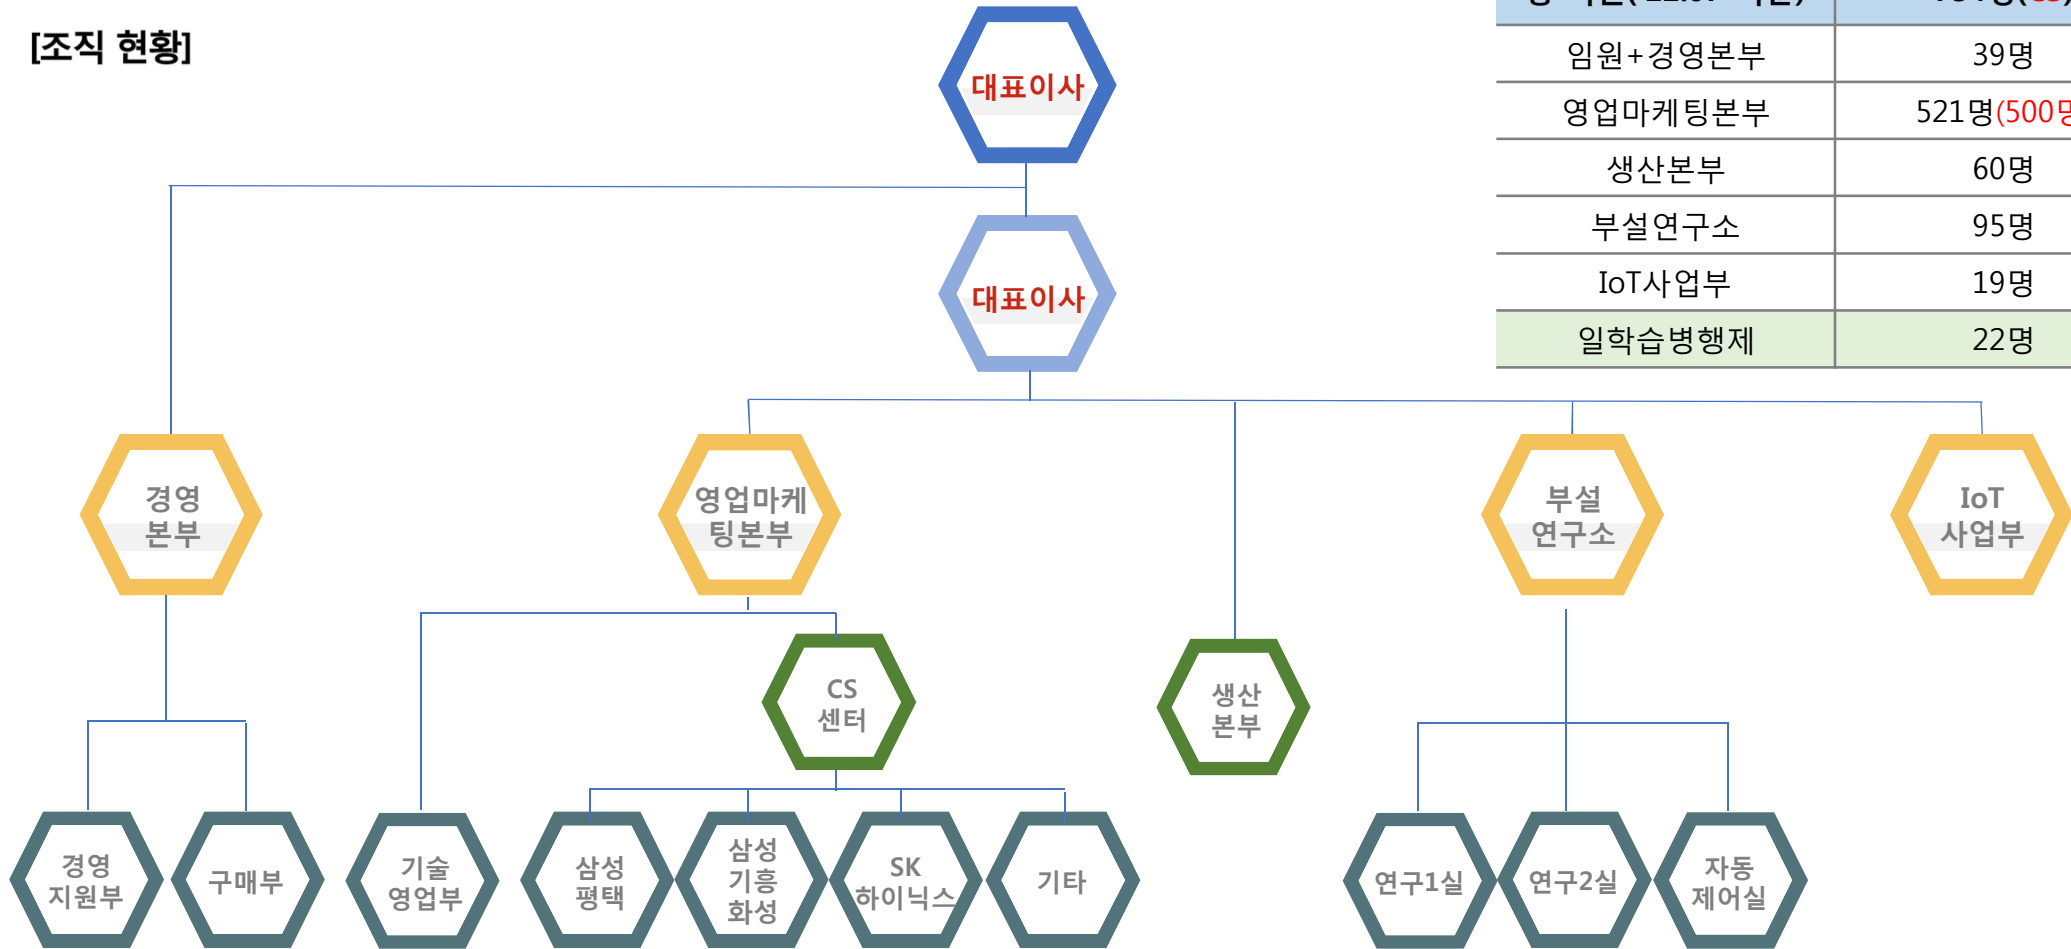 [조직 현황]
임원+경영본부 39명
영업마케팅본부 521명(500명
생산본부 60명
부설연구소 95명
IoT사업부 19명
일학습병행제 22명
대표이사
대표이사
경영
본부
영업마케
팅본부
부설
연구소
IoT
사업부
CS
센터
생산
본부
경영
지원부
구매부
기술
영업부
삼성
평택
삼성
기흥
화성
SK
하이닉스
기타
연구1실
연구2실
자동
제어실